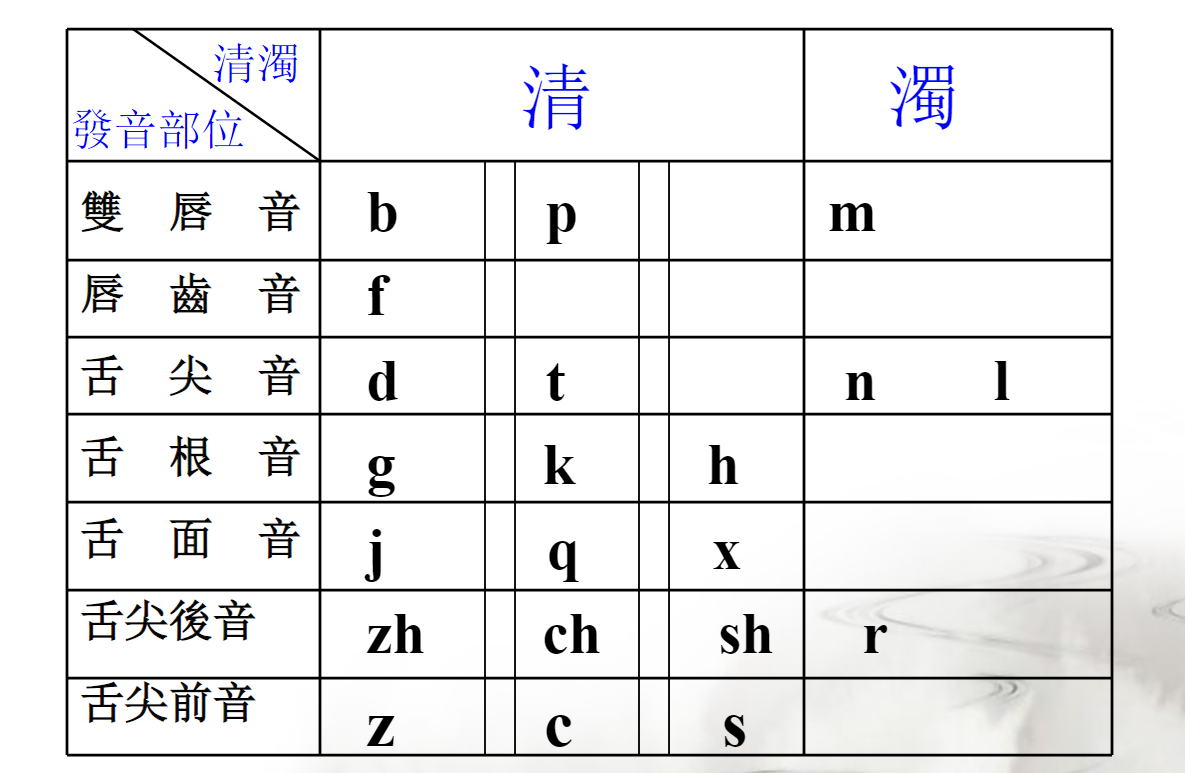 清濁
發音部位
清 濁
雙唇音 b p m
唇齒音 f
舌尖音 d t n l
舌根音 g k h
舌面音 j q x
舌尖後音 zh ch sh r
舌尖前音 z c s